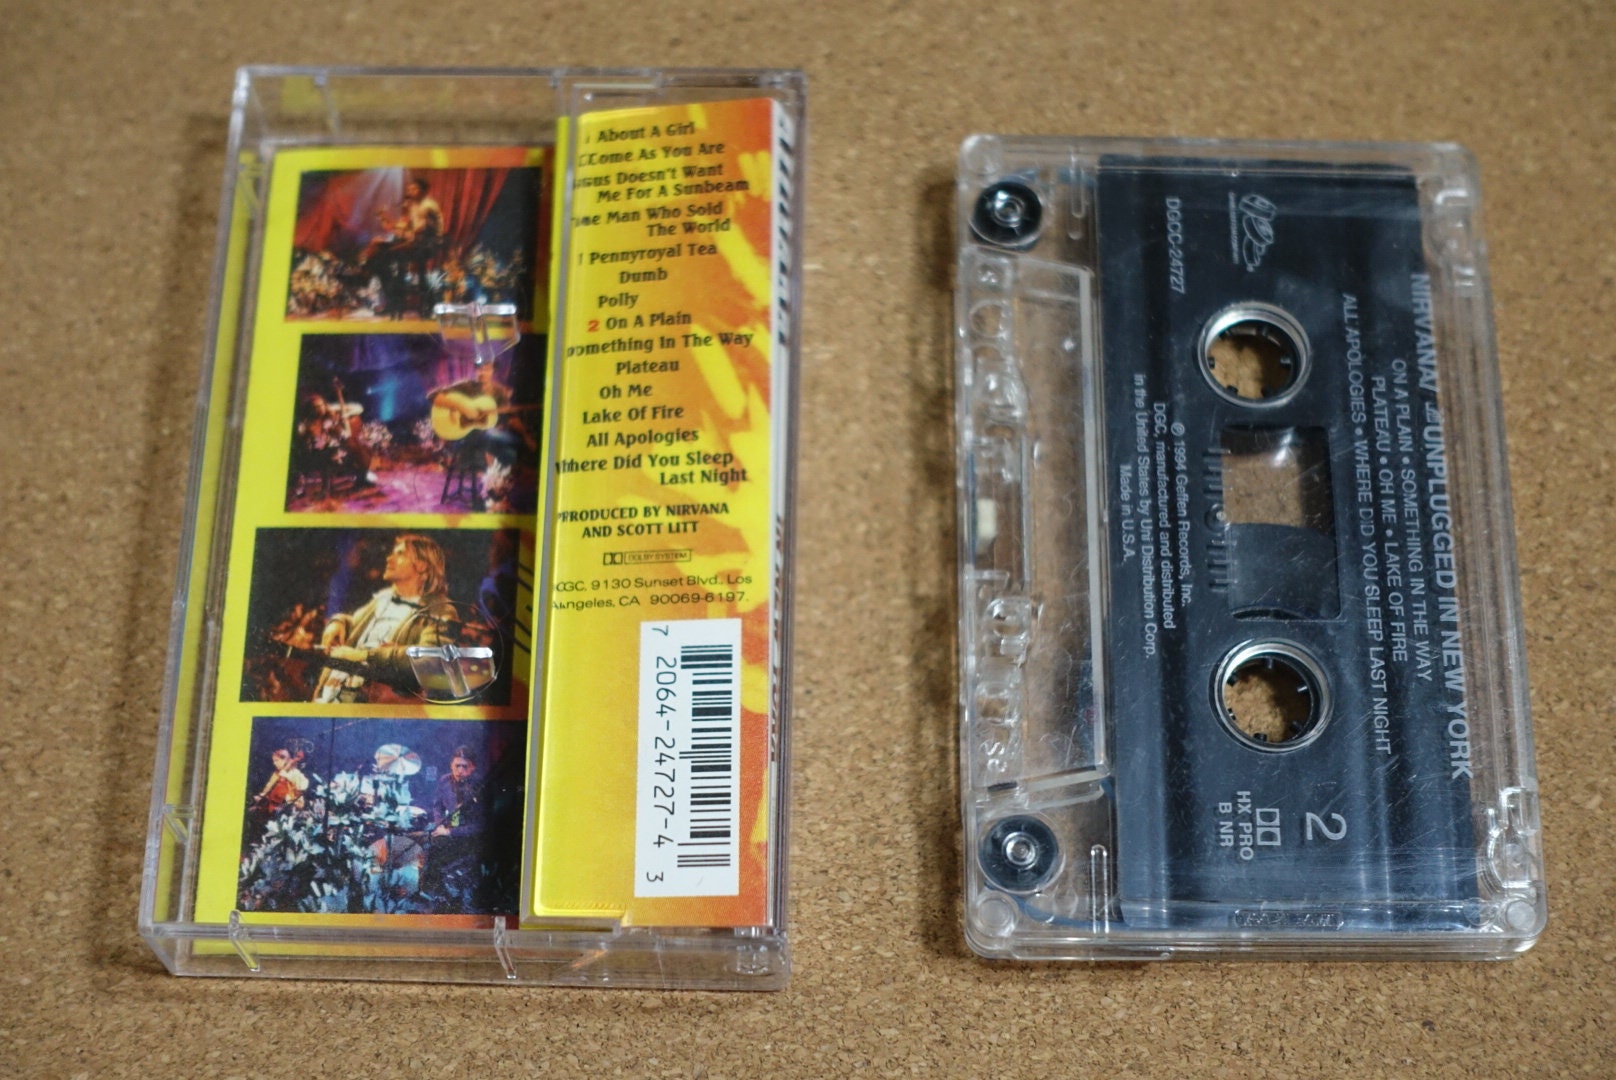 About A Girl
Come As You Are
Doesn't Want
Me For A Sunbeam
Man Who Sold
The World
Pennyroyal Tea
Dumb
Polly
2 On A Plain
Something In The Way
Plateau
Oh Me
Lake Of Fire
All Apologies
Where Did You Sleep
Last Night
PRODUCED BY NIRVANA
AND SCOTT LITT
DOLBY SYSTEM
DGC, 9130 Sunset Blvd., Los
Angeles, CA 90069-6197.
7 2064-24727-4 3
NIRVANA/ UNPLUGGED IN NEW YORK
ON A PLAIN • SOMETHING IN THE WAY
PLATEAU • OH ME • LAKE OF FIRE
ALL APOLOGIES • WHERE DID YOU SLEEP LAST NIGHT
DGCC-24727
℗ 1994 Geffen Records, Inc.
DGC, manufactured and distributed
in the United States by Uni Distribution Corp.
Made in U.S.A.
2
HX PRO
B NR